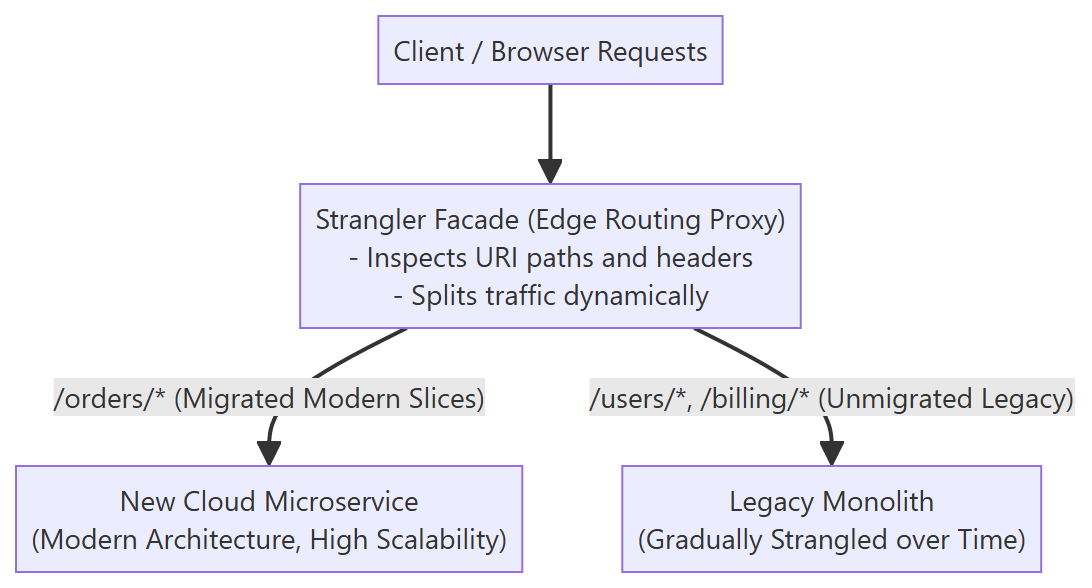 Client / Browser Requests
Strangler Facade (Edge Routing Proxy)
- Inspects URI paths and headers
- Splits traffic dynamically
/orders/* (Migrated Modern Slices)
/users/*, /billing/* (Unmigrated Legacy)
New Cloud Microservice
(Modern Architecture, High Scalability)
Legacy Monolith
(Gradually Strangled over Time)